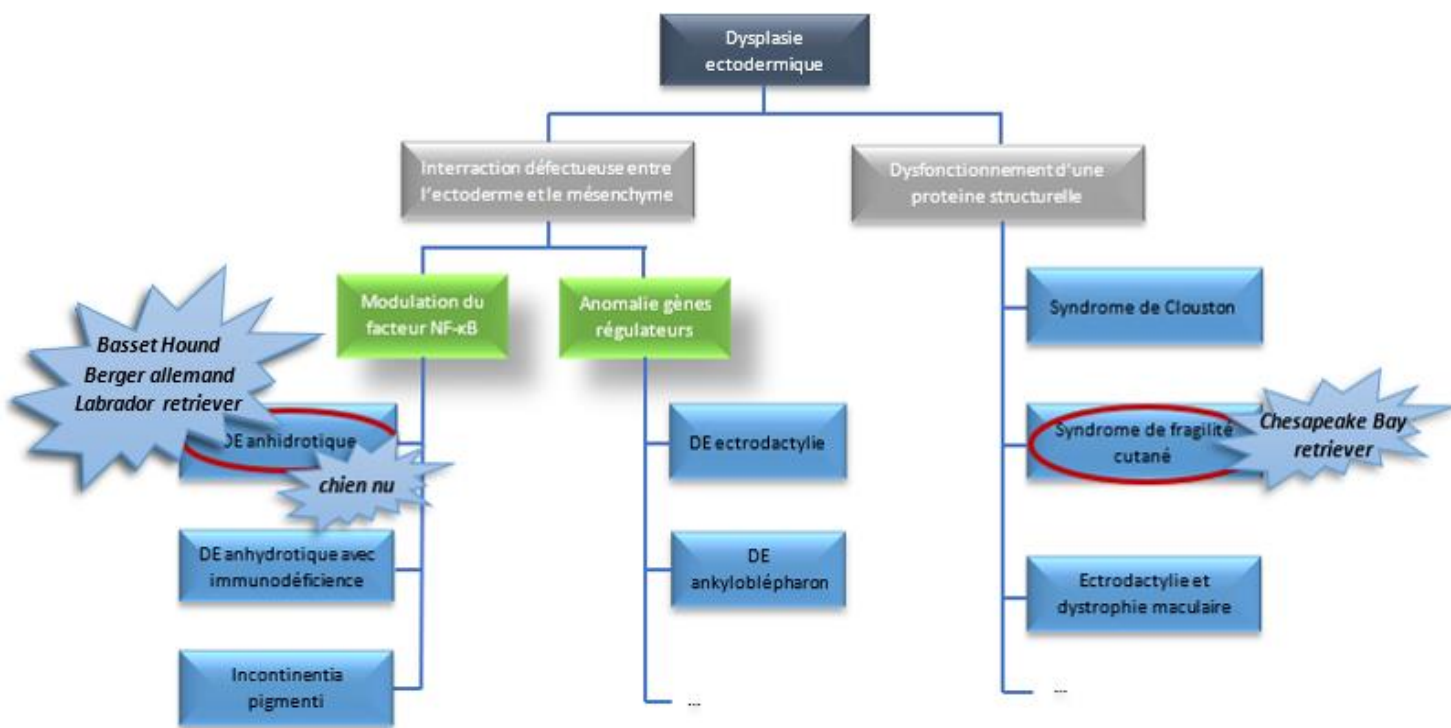 Dysplasie
ectodermique
Interraction défectueuse entre
l'ectoderme et le mésenchyme
Dysfonctionnement d'une
proteine structurelle
Modulation du
facteur NF-κB
Anomalie gènes
régulateurs
Syndrome de Clouston
Basset Hound
Berger allemand
Labrador retriever
DE anhidrotique
chien nu
DE ectrodactylie
Syndrome de fragilité
cutané
Chesapeake Bay
retriever
DE anhydrotique avec
immunodéficience
DE
ankyloblépharon
Ectrodactylie et
dystrophie maculaire
Incontinentia
pigmenti
...
...